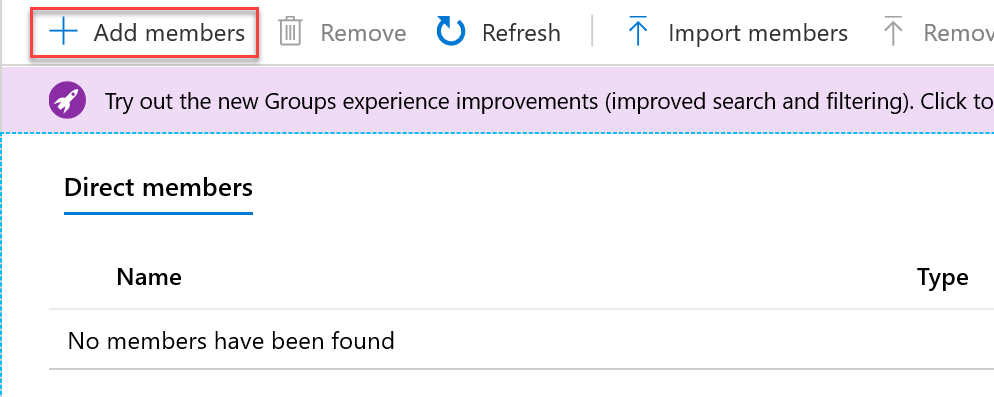 Add members Remove Refresh Import members
Try out the new Groups experience improvements (improved search and filtering). Click to
Direct members
Name Type
No members have been found